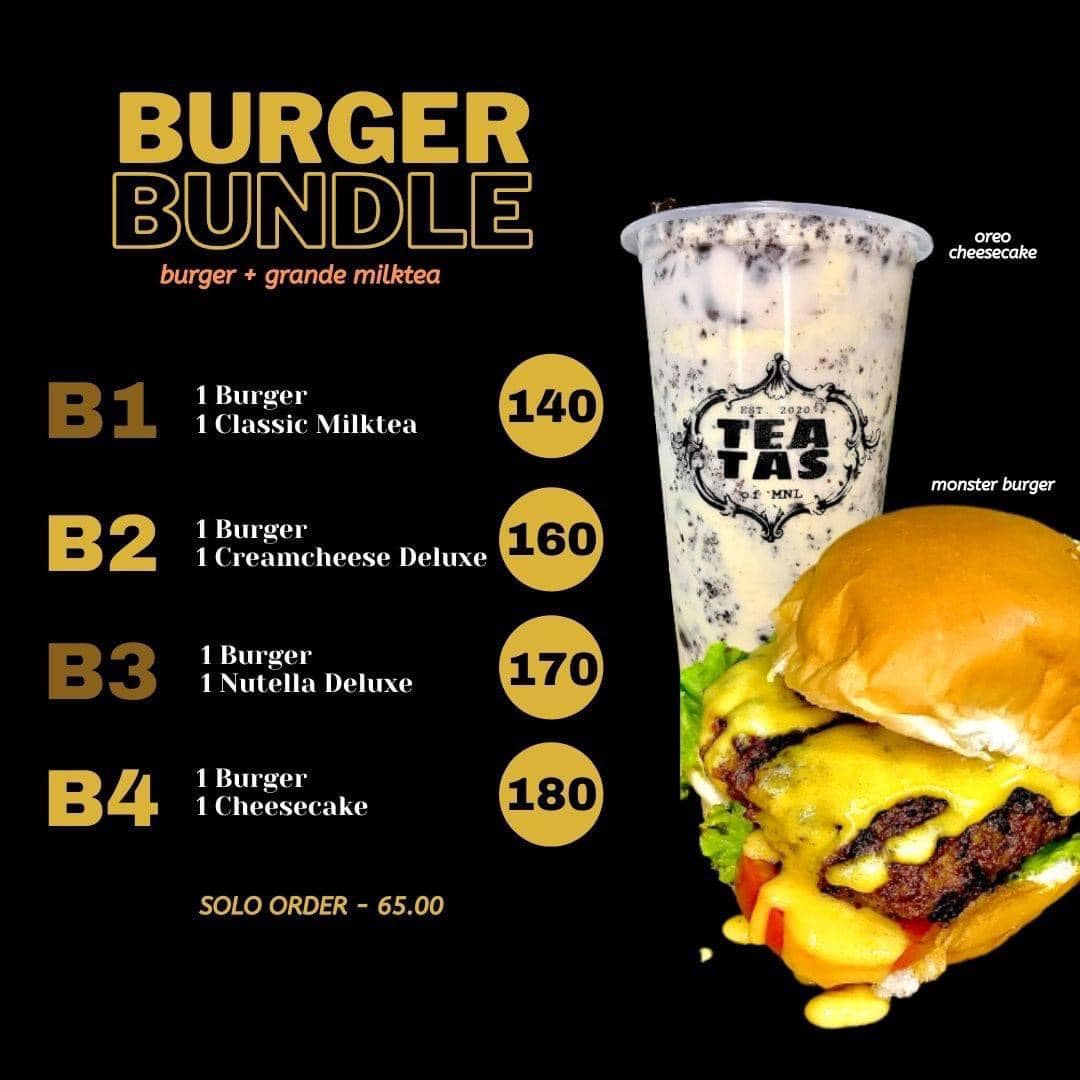 BURGER
BUNDLE
burger + grande milktea
B1
1 Burger
1 Classic Milktea
140
B2
1 Burger
1 Creamcheese Deluxe
160
B3
1 Burger
1 Nutella Deluxe
170
B4
1 Burger
1 Cheesecake
180
SOLO ORDER - 65.00
oreo
cheesecake
EST. 2020
TEA
TAS
of MNL
monster burger